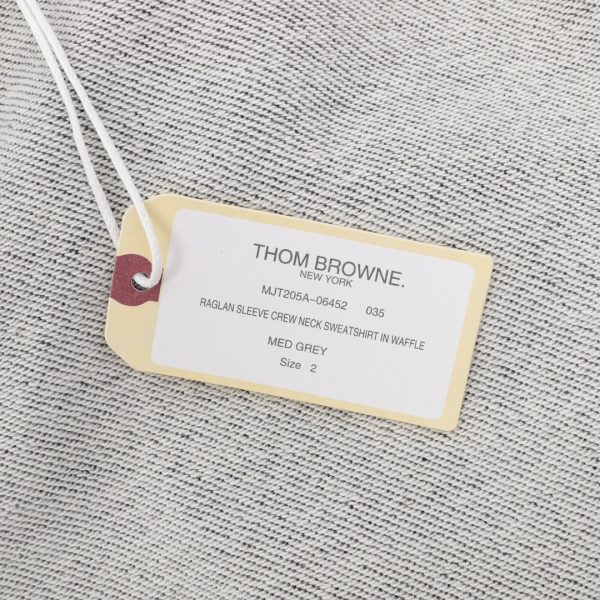 THOM BROWNE.
NEW YORK
MJT205A-06452 035
RAGLAN SLEEVE CREW NECK SWEATSHIRT IN WAFFLE
MED GREY
Size 2